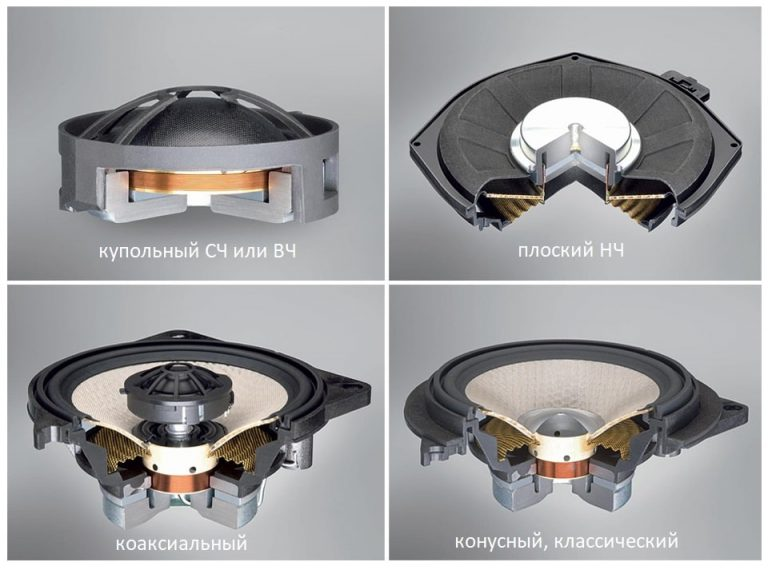 купольный СЧ или ВЧ
плоский НЧ
коаксиальный
конусный, классический